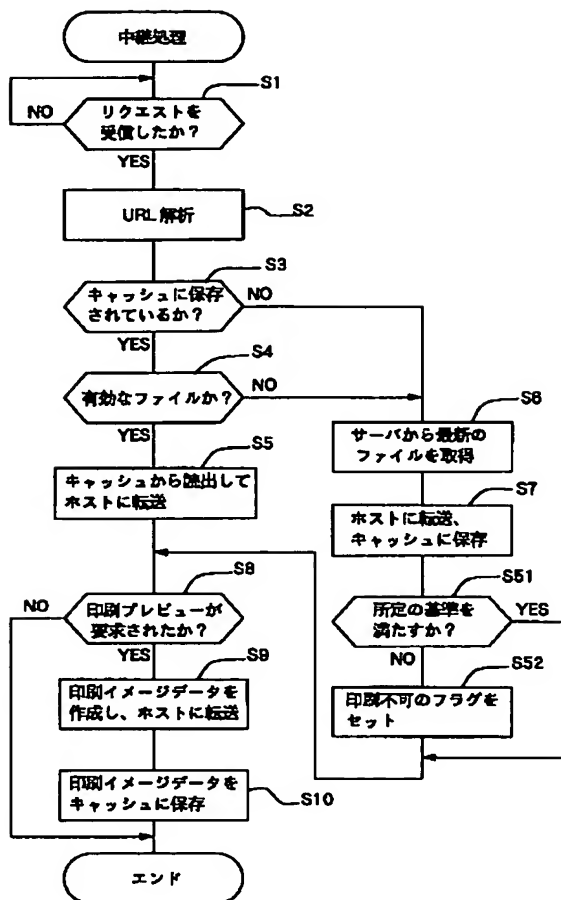 中継処理
S1
リクエストを
受信したか?
NO
YES
URL解析
S2
S3
キャッシュに保存
されているか?
NO
YES
S4
有効なファイルか?
NO
YES
S5
キャッシュから読出して
ホストに転送
S6
サーバから最新の
ファイルを取得
S7
ホストに転送、
キャッシュに保存
S51
所定の基準を
満たすか?
YES
NO
S52
印刷不可のフラグを
セット
S8
印刷プレビューが
要求されたか?
NO
YES
S9
印刷イメージデータを
作成し、ホストに転送
印刷イメージデータを
キャッシュに保存
S10
エンド